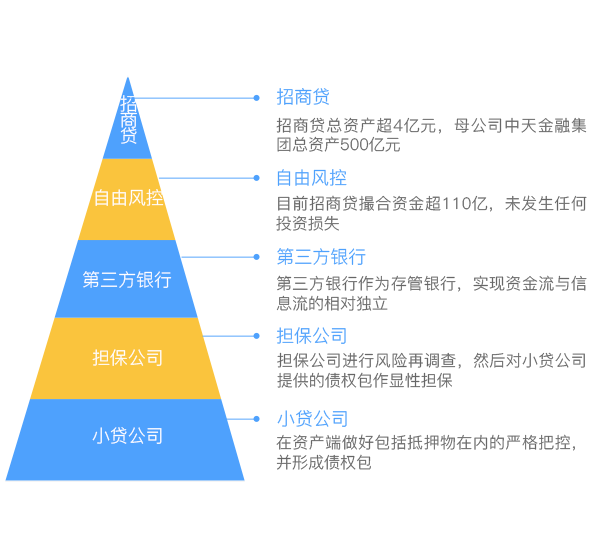 招商贷
招商贷
招商贷总资产超4亿元，母公司中天金融集
团总资产500亿元
自由风控
自由风控
目前招商贷撮合资金超110亿，未发生任何
投资损失
第三方银行
第三方银行
第三方银行作为存管银行，实现资金流与信
息流的相对独立
担保公司
担保公司
担保公司进行风险再调查，然后对小贷公司
提供的债权包作显性担保
小贷公司
小贷公司
在资产端做好包括抵押物在内的严格把控，
并形成债权包